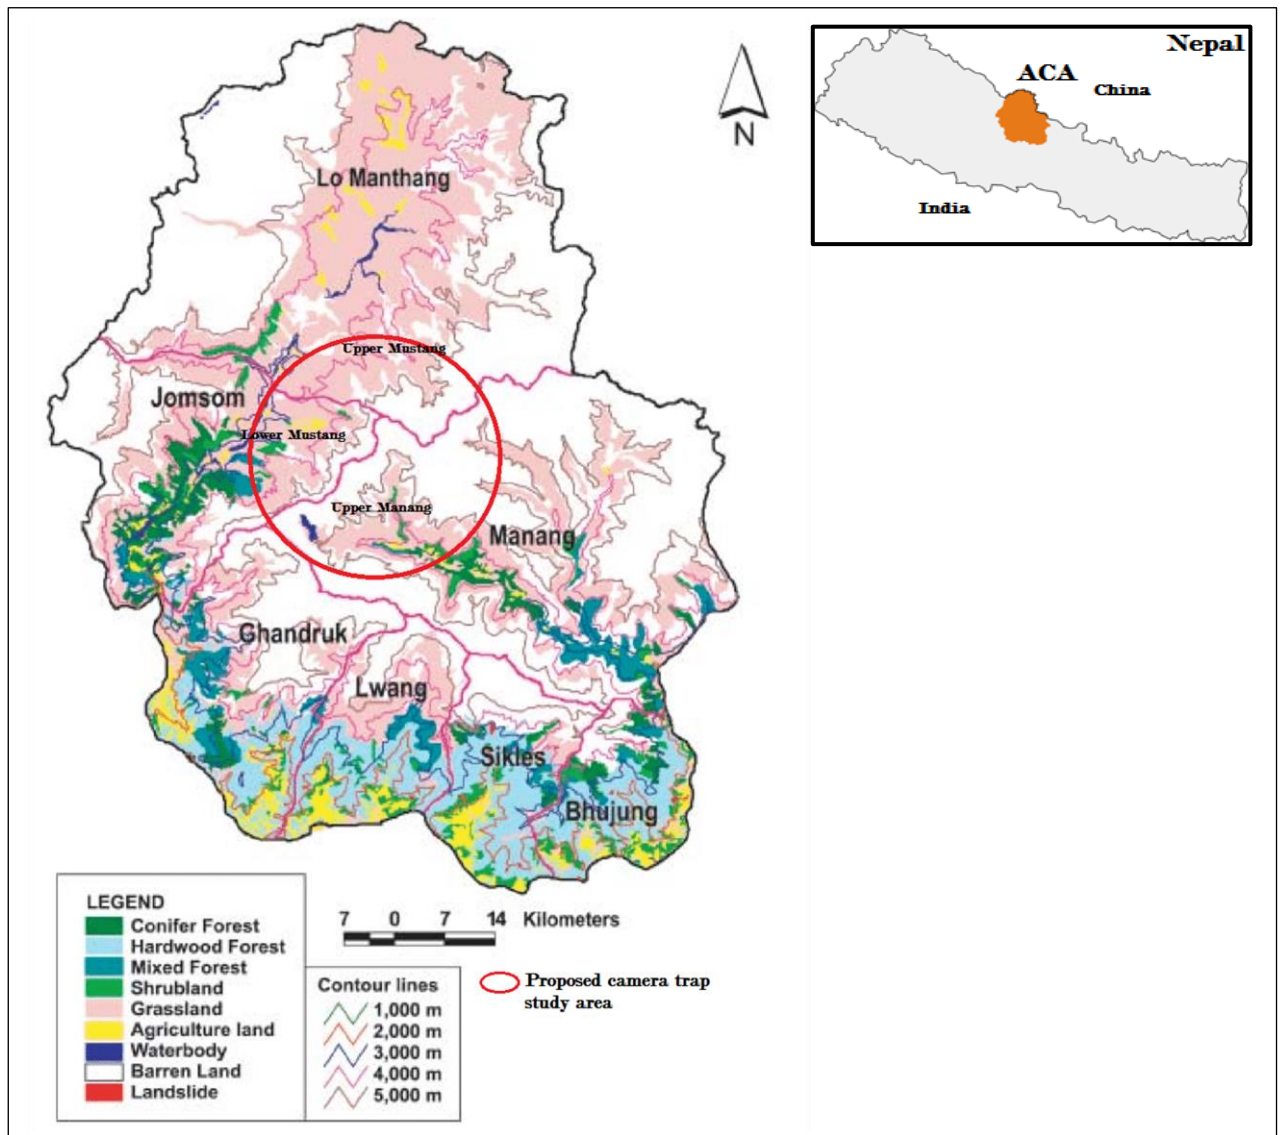 Nepal
ACA
China
India
N
Lo Manthang
Upper Mustang
Jomsom
Lower Mustang
Upper Manang
Manang
Ghandruk
Lwang
Sikles
Bhujung
LEGEND
Conifer Forest
Hardwood Forest
Mixed Forest
Shrubland
Grassland
Agriculture land
Waterbody
Barren Land
Landslide
7 0 7 14 Kilometers
Contour lines
1,000 m
2,000 m
3,000 m
4,000 m
5,000 m
Proposed camera trap
study area